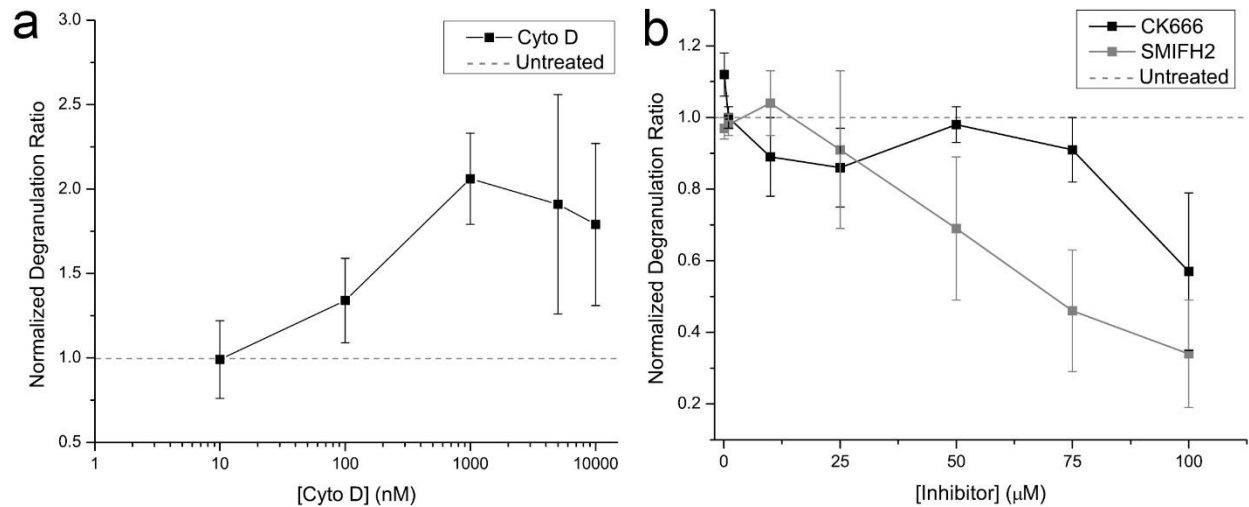 a
3.0
2.5
2.0
1.5
1.0
0.5
Normalized Degranulation Ratio
Cyto D
Untreated
1
10
100
1000
10000
[Cyto D] (nM)
b
1.2
1.0
0.8
0.6
0.4
0.2
Normalized Degranulation Ratio
CK666
SMIFH2
Untreated
0
25
50
75
100
[Inhibitor] (μM)